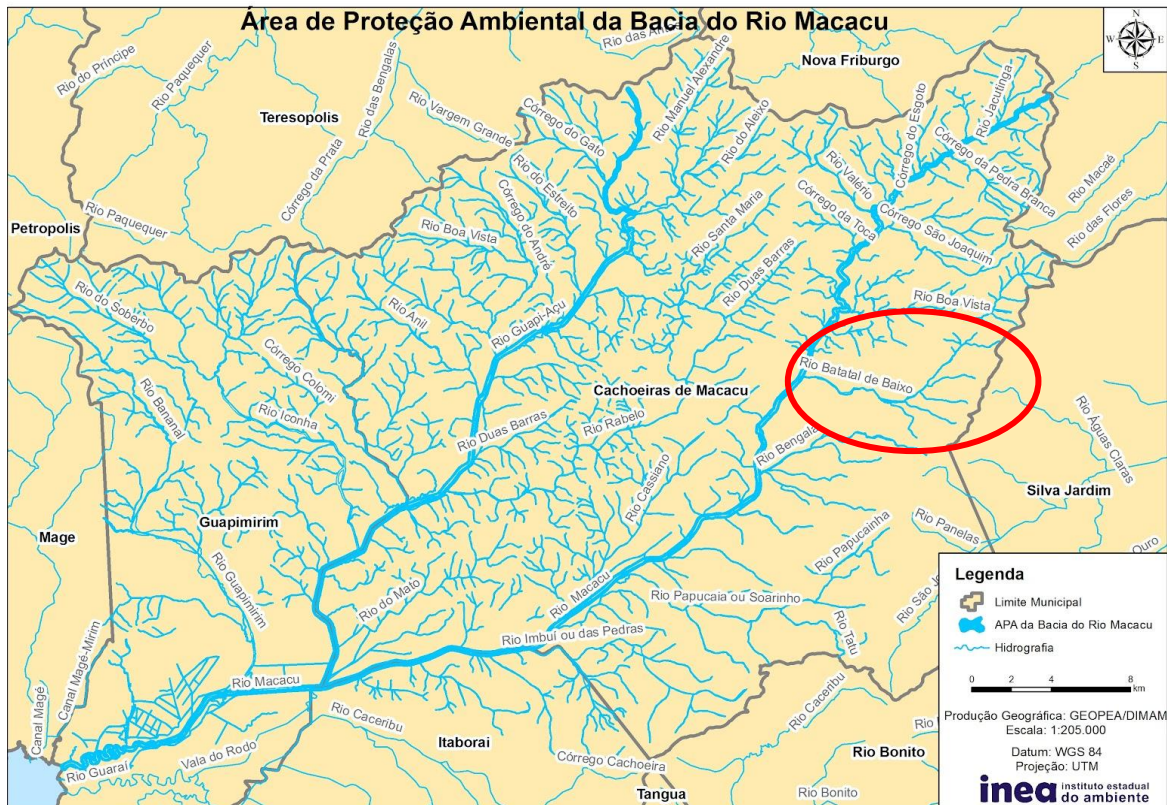 Área de Proteção Ambiental da Bacia do Rio Macacu
N
W
E
S
Nova Friburgo
Teresopolis
Petropolis
Cachoeiras de Macacu
Guapimirim
Mage
Silva Jardim
Itaborai
Rio Bonito
Tangua
Rio do Príncipe
Rio Paquequer
Rio das Bengalas
Rio Vargem Grande
Córrego do Gato
Rio Manuel Alexandre
Rio do Aleixo
Córrego do Esgoto
Rio Jacutinga
Córrego da Prata
Rio do Estreito
Rio Valério
Córrego da Pedra Branca
Rio Macaé
Rio das Flores
Rio Paquequer
Rio Boa Vista
Córrego do André
Rio Santa Maria
Córrego da Toca
Córrego São Joaquim
Rio Duas Barras
Rio do Soberbo
Rio Anil
Rio Guapi-Açu
Rio Boa Vista
Córrego Colomi
Rio Batatal de Baixo
Rio Bananal
Rio Iconha
Rio Duas Barras
Rio Rabelo
Rio Bengala
Rio Águas Claras
Rio Cassiano
Rio Papucainha
Rio Panelas
Ouro
Rio Guapimirim
Rio do Mato
Rio Macacu
Rio Papucaia ou Soarinho
Rio Tatu
Rio São Jo
Rio Imbuí ou das Pedras
Canal Magé-Mirim
Canal Magé
Rio Macacu
Rio Caceribu
Rio Caceribu
Vala do Rodo
Rio Guaraí
Córrego Cachoeira
Rio Bonito
Legenda
Limite Municipal
APA da Bacia do Rio Macacu
Hidrografia
0 2 4 8
km
Produção Geográfica: GEOPEA/DIMAM
Escala: 1:205.000
Datum: WGS 84
Projeção: UTM
inea instituto estadual
do ambiente